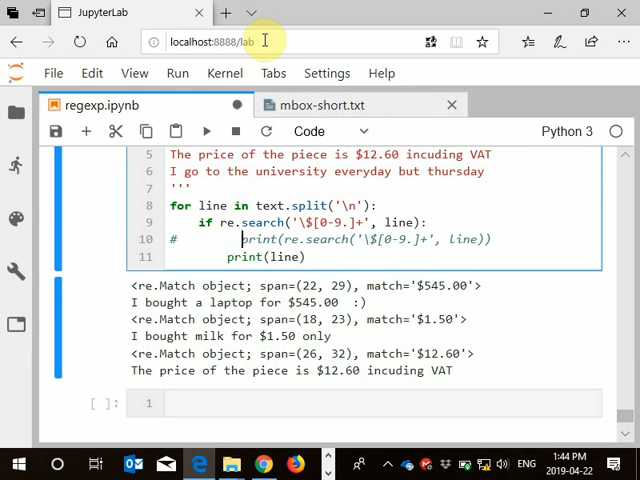 JupyterLab
localhost:8888/lab
File Edit View Run Kernel Tabs Settings Help
regexp.ipynb mbox-short.txt
Code Python 3
5 The price of the piece is $12.60 incuding VAT
6 I go to the university everyday but thursday
7 '''
8 for line in text.split('\n'):
9 if re.search('\$[0-9.]+', line):
10 # print(re.search('\$[0-9.]+', line))
11 print(line)
<re.Match object; span=(22, 29), match='$545.00'>
I bought a laptop for $545.00 :)
<re.Match object; span=(18, 23), match='$1.50'>
I bought milk for $1.50 only
<re.Match object; span=(26, 32), match='$12.60'>
The price of the piece is $12.60 incuding VAT
[ ]: 1
ENG
1:44 PM
2019-04-22